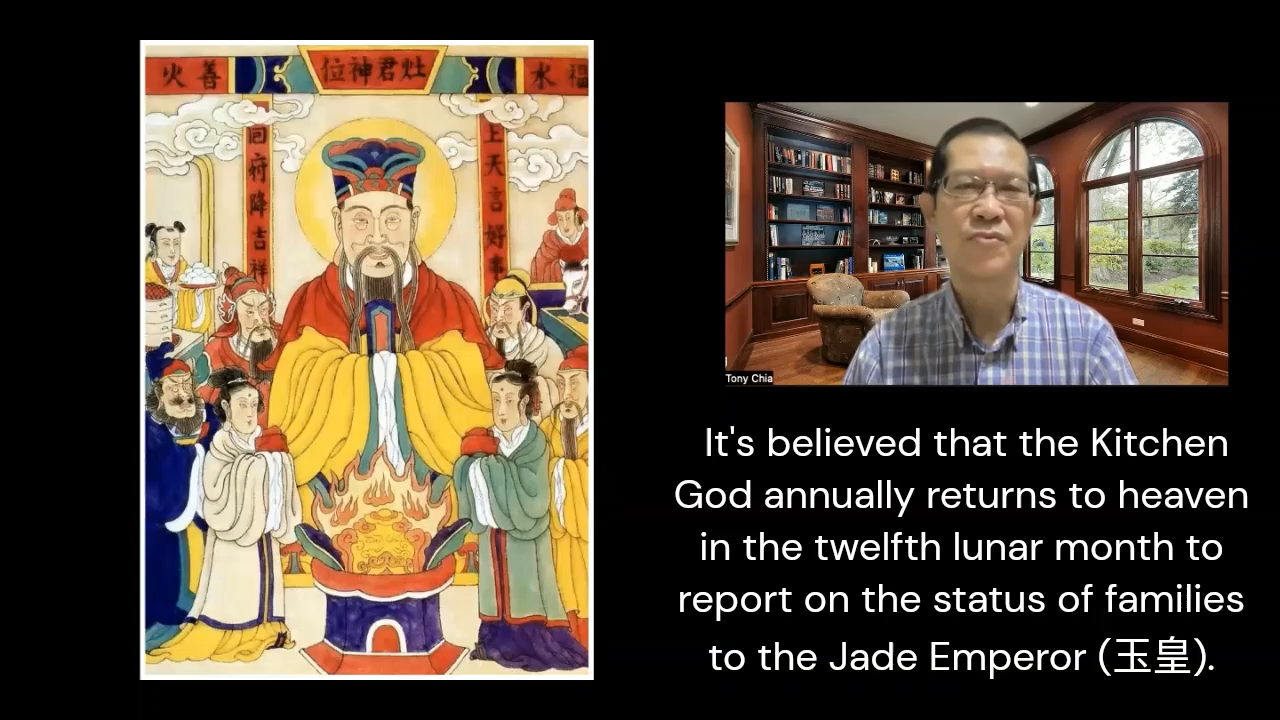 火善
位神君灶
水福
回府降吉祥
上天言好事
Tony Chia
It's believed that the Kitchen
God annually returns to heaven
in the twelfth lunar month to
report on the status of families
to the Jade Emperor (玉皇).